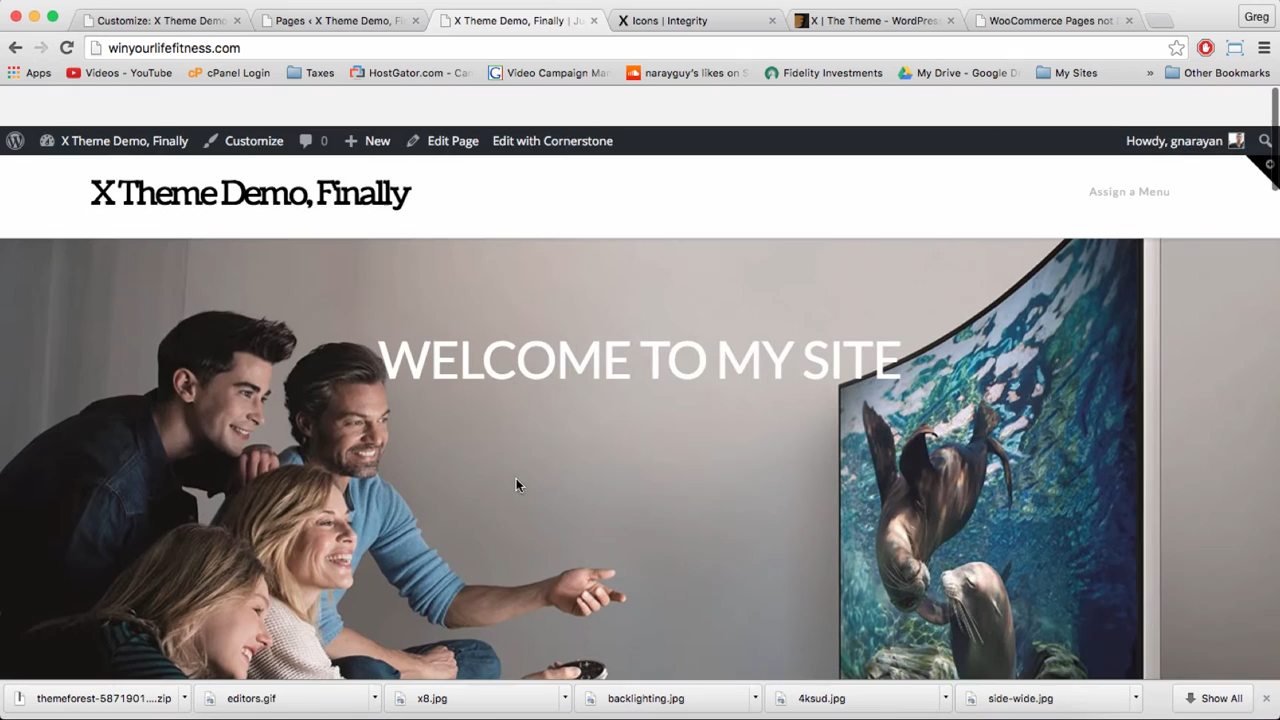 Customize: X Theme Demo
Pages ‹ X Theme Demo, Fin
X Theme Demo, Finally | Ju
Icons | Integrity
X | The Theme - WordPress
WooCommerce Pages not
Greg
winyourlifefitness.com
Apps
Videos - YouTube
cPanel Login
Taxes
HostGator.com - Ca
Video Campaign Ma
narayguy's likes on S
Fidelity Investments
My Drive - Google D
My Sites
»
Other Bookmarks
X Theme Demo, Finally
Customize
0
New
Edit Page
Edit with Cornerstone
Howdy, gnarayan
X Theme Demo, Finally
Assign a Menu
WELCOME TO MY SITE
themeforest-5871901....zip
editors.gif
x8.jpg
backlighting.jpg
4ksud.jpg
side-wide.jpg
Show All